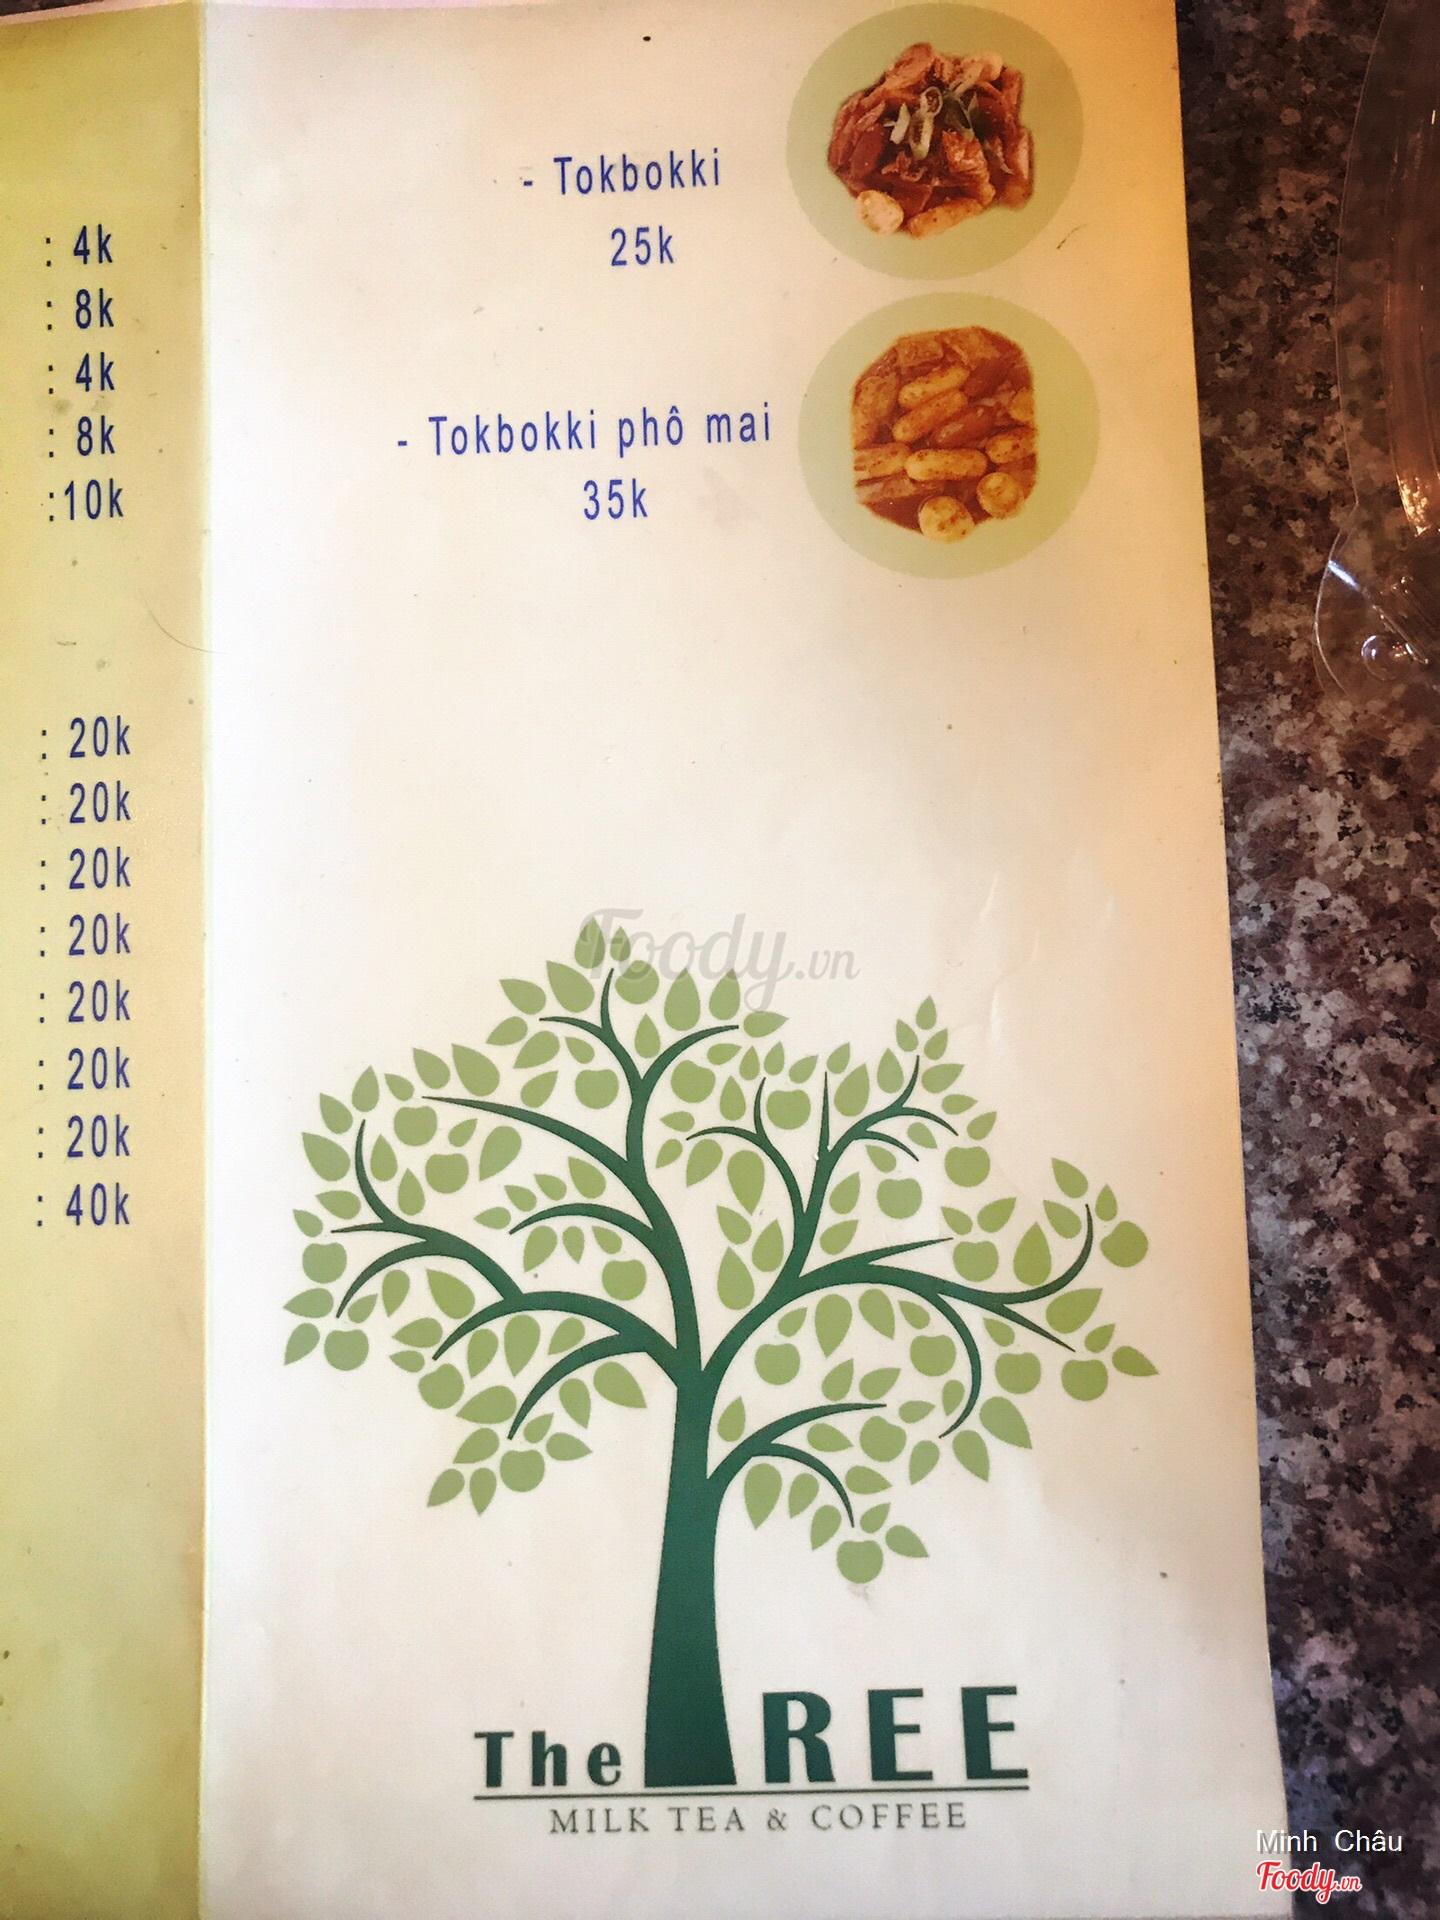 : 4k
: 8k
: 4k
: 8k
:10k
: 20k
: 20k
: 20k
: 20k
: 20k
: 20k
: 20k
: 40k
- Tokbokki
25k
- Tokbokki phô mai
35k
Foody.vn
The TREE
MILK TEA & COFFEE
Minh Châu
Foody.vn